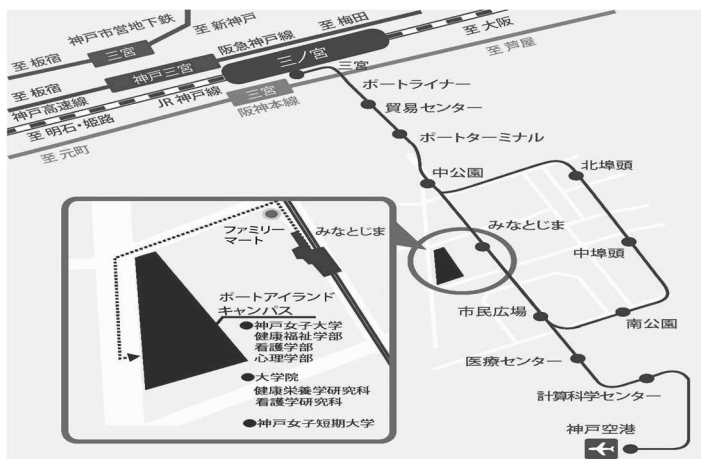 神戸市営地下鉄
至 新神戸
至 梅田
至 大阪
至 板宿
三宮
阪急神戸線
三ノ宮
至 芦屋
至 板宿
神戸三宮
三宮
神戸高速線
JR 神戸線
三宮
至 明石・姫路
阪神本線
至 元町
ポートライナー
貿易センター
ポートターミナル
中公園
北埠頭
みなとじま
中埠頭
市民広場
南公園
医療センター
計算科学センター
神戸空港
ファミリー
マート
みなとじま
ポートアイランド
キャンパス
●神戸女子大学
健康福祉学部
看護学部
心理学部
●大学院
健康栄養学研究科
看護学研究科
●神戸女子短期大学